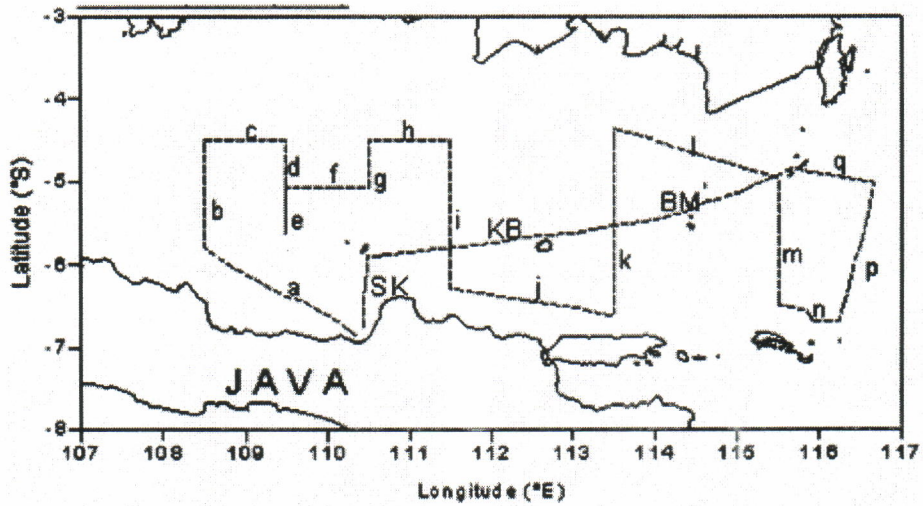 -3
-4
-5
-6
-7
-8
Latitude (°S)
c
h
d
f
g
l
q
b
e
i
BM
KB
k
m
p
a
SK
j
n
JAVA
107 108 109 110 111 112 113 114 115 116 117
Longitude (°E)